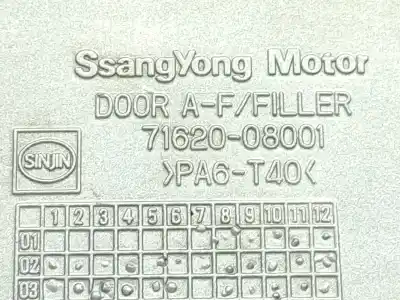 SsangYong Motor
DOOR A-F/FILLER
71620-08001
SINJIN
>PA6-T40<
1 2 3 4 5 6 7 8 9 10 11 12
01
02
03